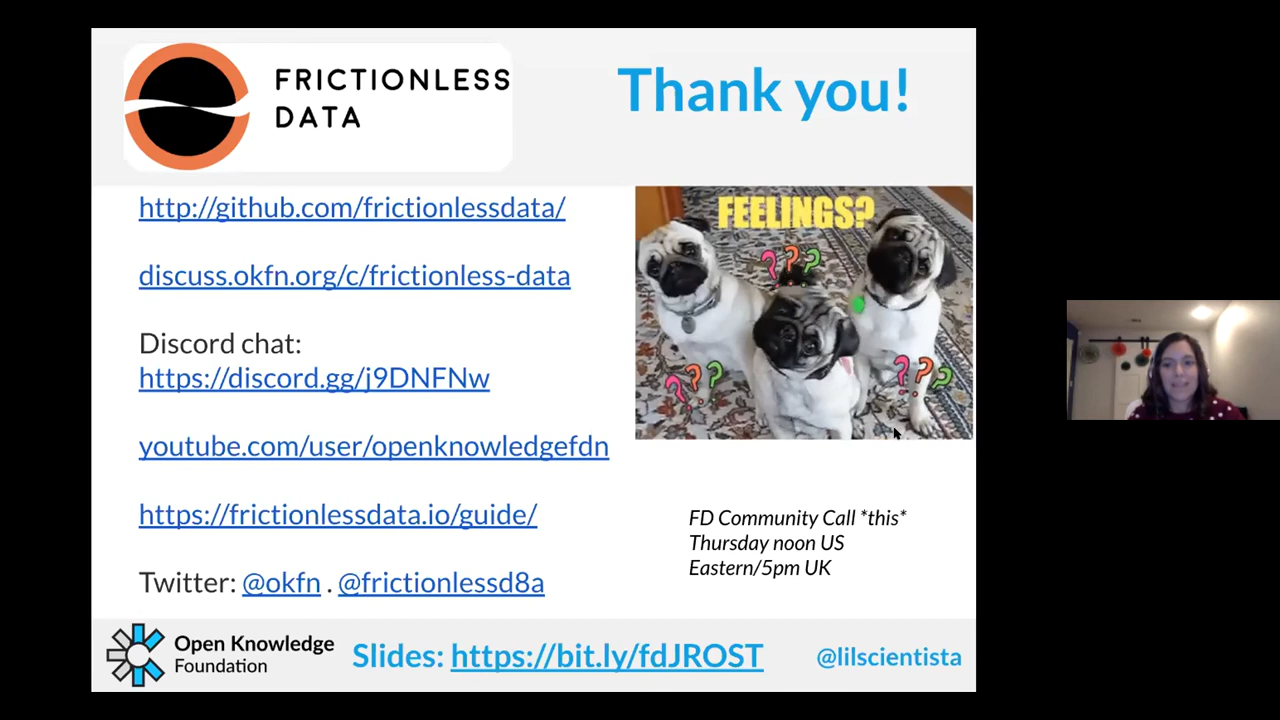 FRICTIONLESS
DATA
Thank you!
http://github.com/frictionlessdata/
discuss.okfn.org/c/frictionless-data
Discord chat:
https://discord.gg/j9DNFNw
youtube.com/user/openknowledgefdn
https://frictionlessdata.io/guide/
Twitter: @okfn . @frictionlessd8a
FEELINGS?
???
???
???
FD Community Call *this*
Thursday noon US
Eastern/5pm UK
Open Knowledge
Foundation
Slides: https://bit.ly/fdJROST
@lilscientista